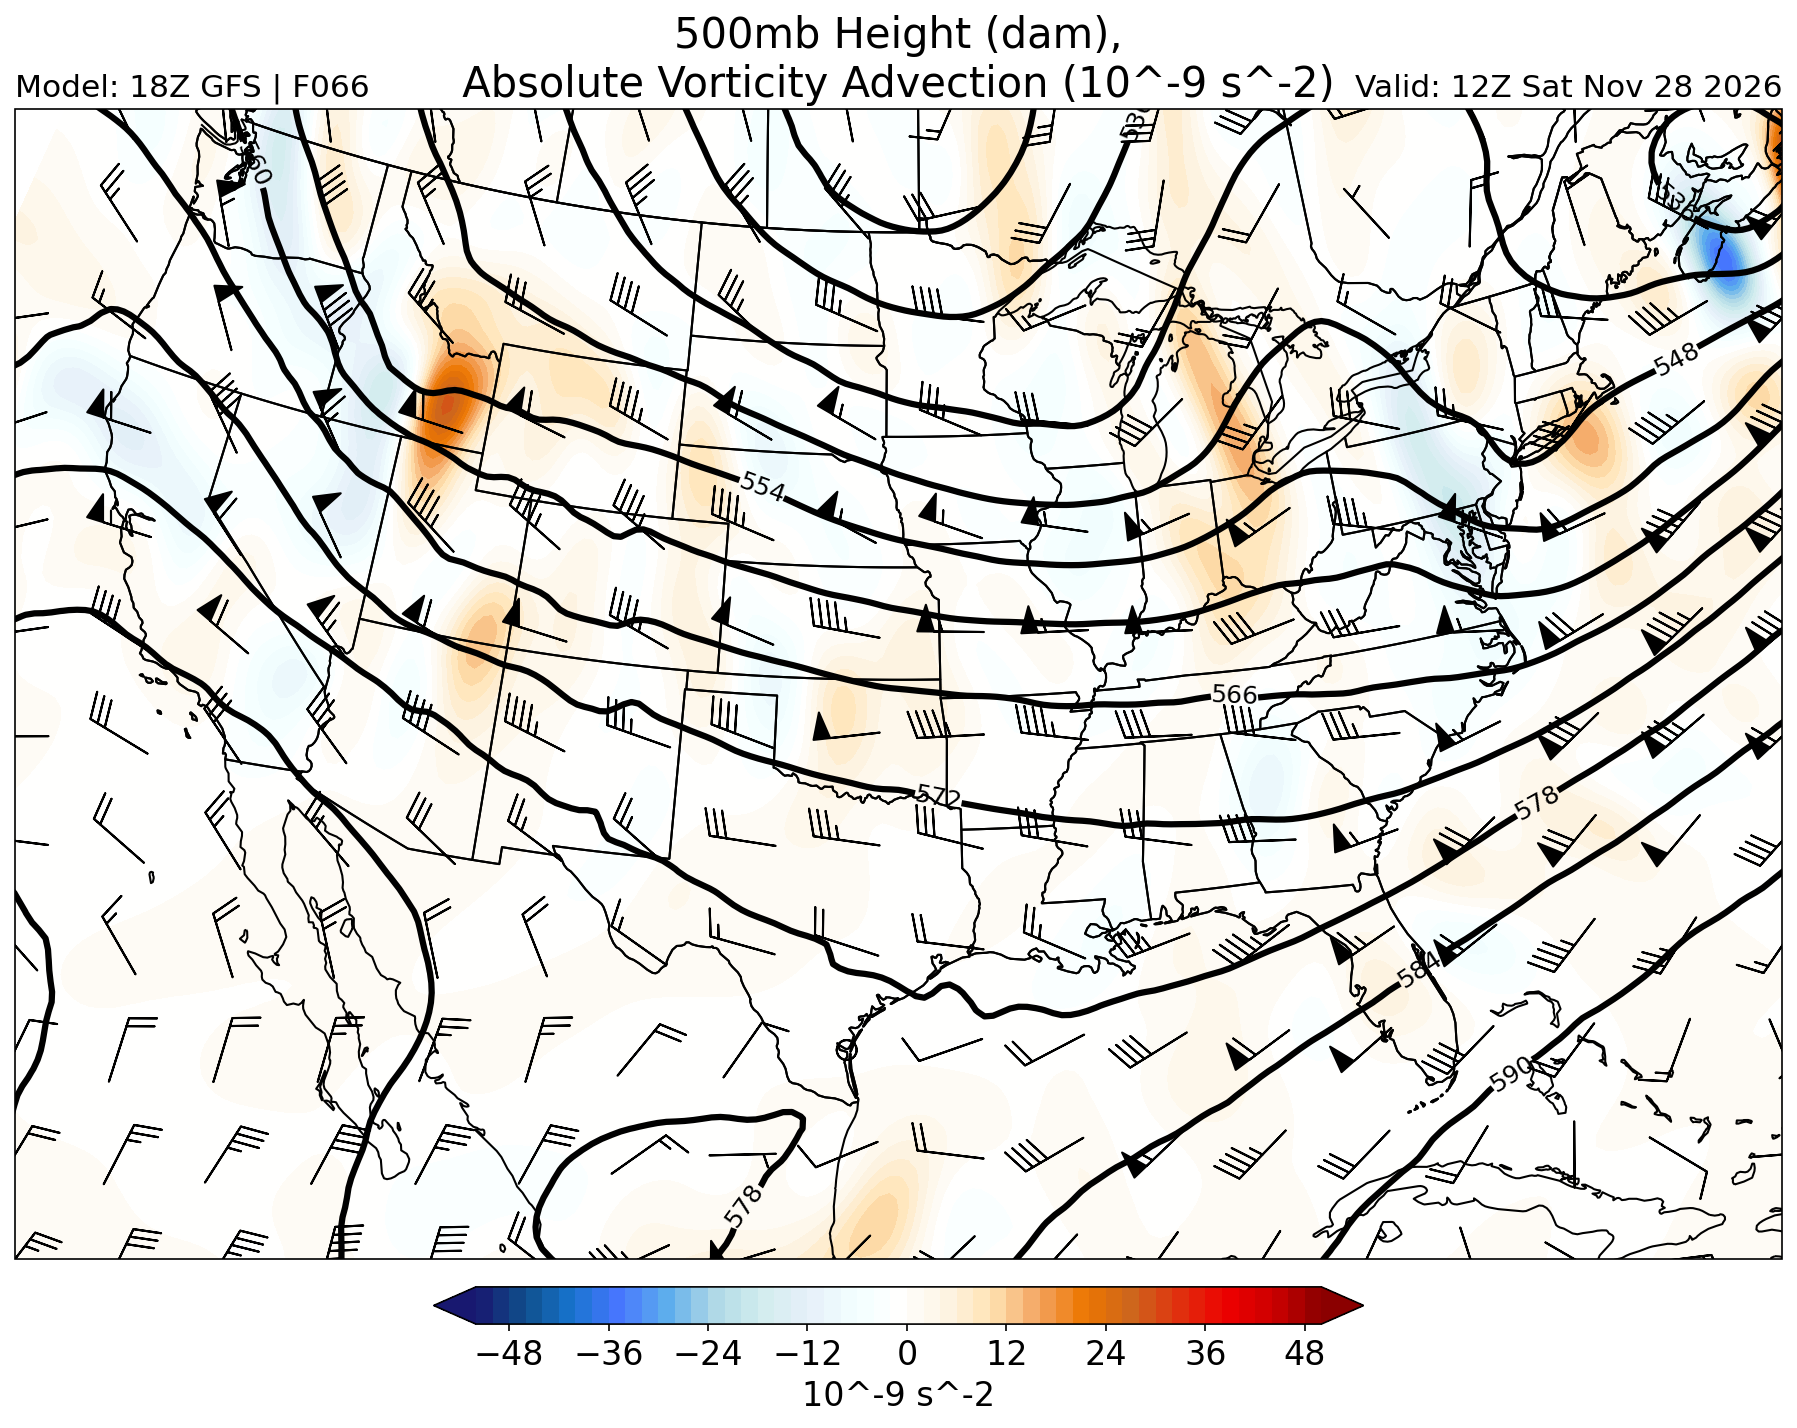 500mb Height (dam),
Model: 18Z GFS | F066
Absolute Vorticity Advection (10^-9 s^-2)
Valid: 12Z Sat Nov 28 2026
560
536
548
554
566
572
578
584
590
578
−48 −36 −24 −12 0 12 24 36 48
10^-9 s^-2